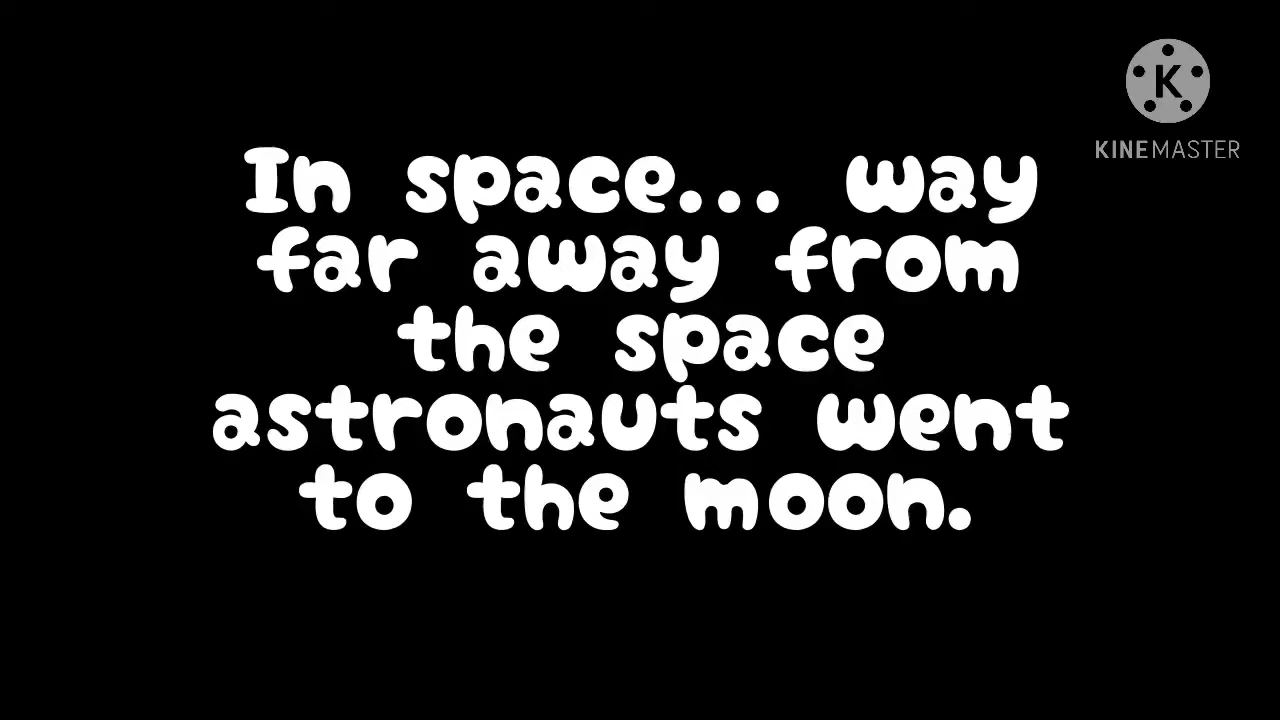 K
KINEMASTER
In space... way
far away from
the space
astronauts went
to the moon.